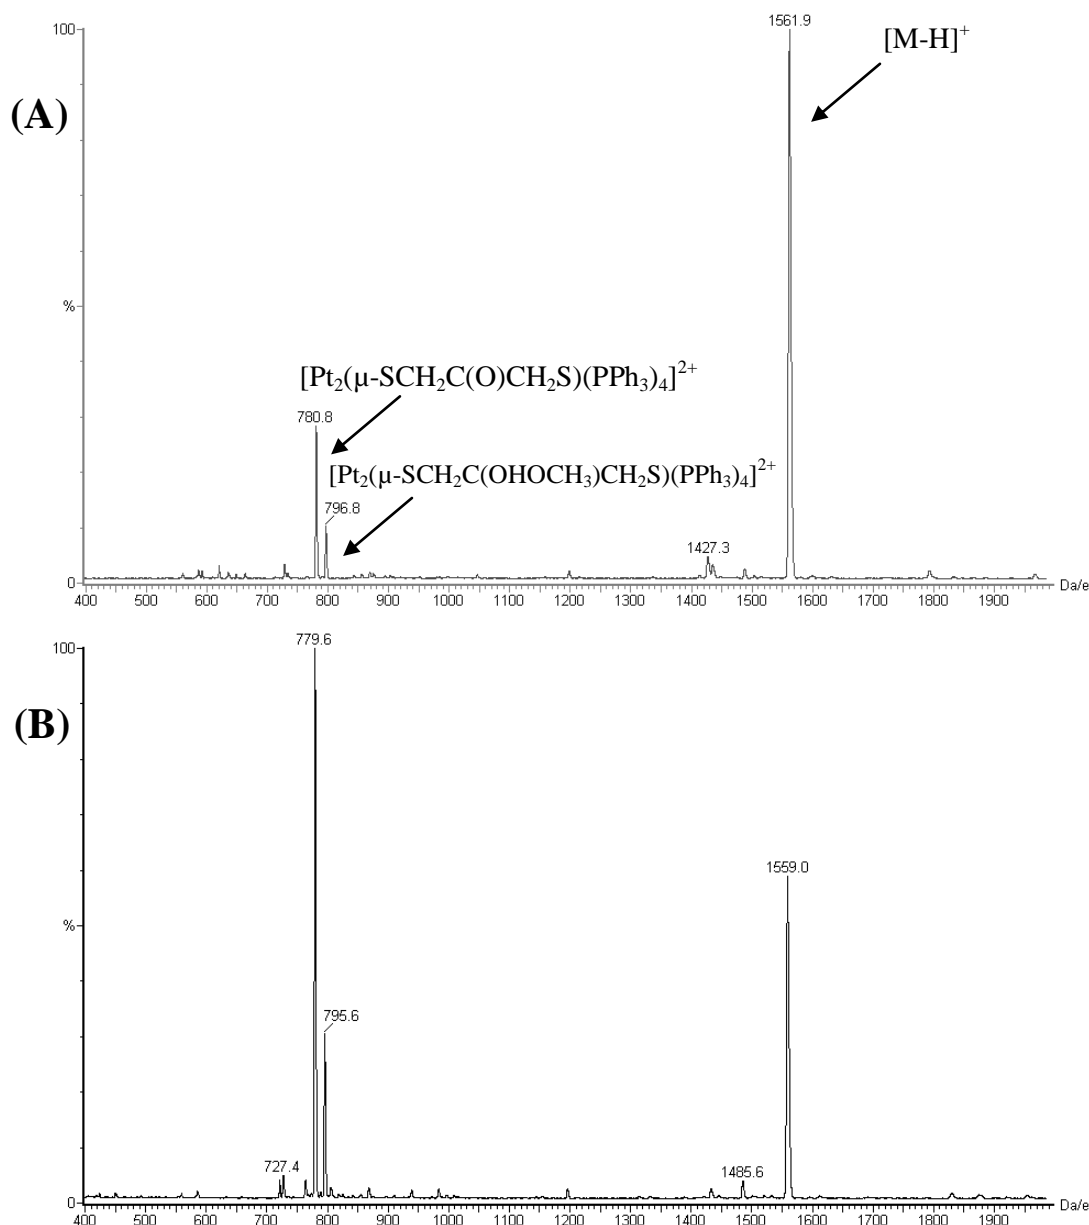 (A)
100
%
0
1561.9
[M-H]⁺
[Pt₂(μ-SCH₂C(O)CH₂S)(PPh₃)₄]²⁺
780.8
[Pt₂(μ-SCH₂C(OHOCH₃)CH₂S)(PPh₃)₄]²⁺
796.8
1427.3
400 500 600 700 800 900 1000 1100 1200 1300 1400 1500 1600 1700 1800 1900 Da/e
(B)
100
%
0
779.6
1559.0
795.6
727.4
1485.6
400 500 600 700 800 900 1000 1100 1200 1300 1400 1500 1600 1700 1800 1900 Da/e